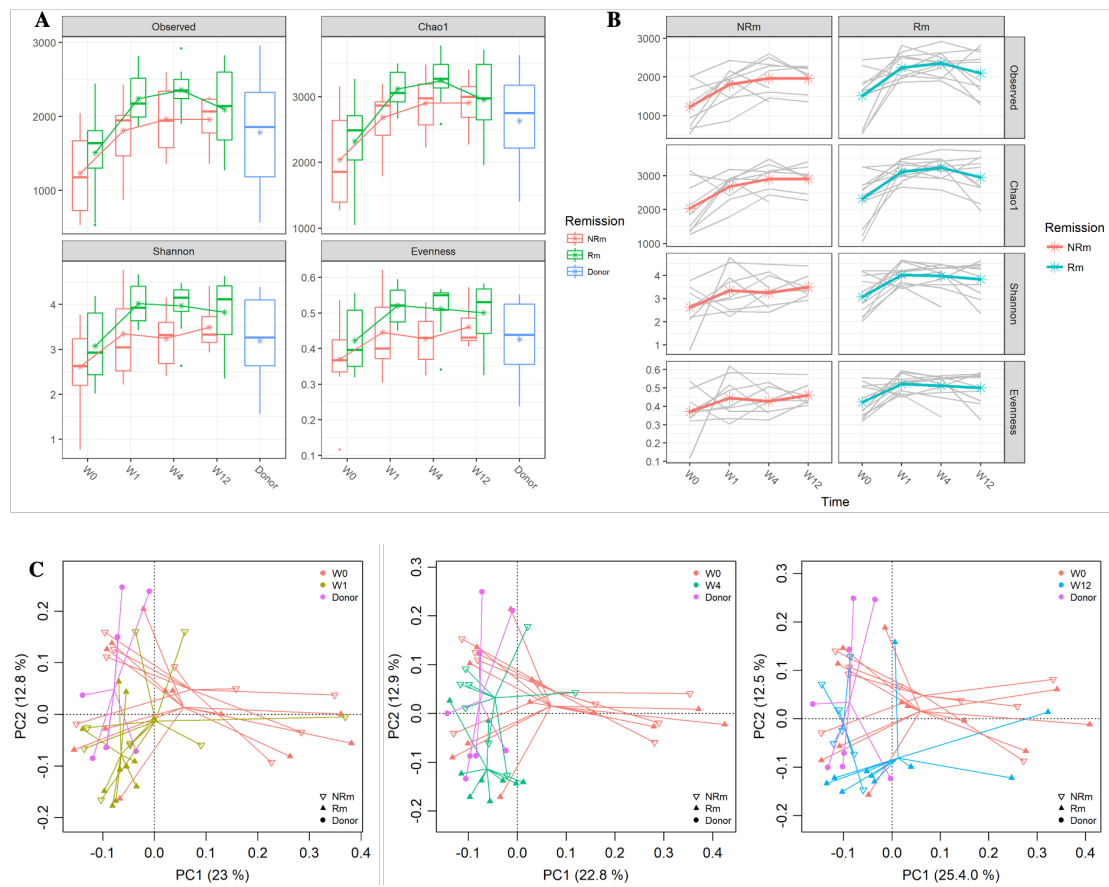 A
Observed
Chao1
3000
2000
1000
3000
2000
1000
Shannon
Evenness
4
3
2
1
0.6
0.5
0.4
0.3
0.2
0.1
W0
W1
W4
W12
Donor
W0
W1
W4
W12
Donor
Remission
NRm
Rm
Donor
B
NRm
Rm
3000
2000
1000
Observed
3000
2000
1000
Chao1
4
3
2
1
Shannon
0.6
0.5
0.4
0.3
0.2
0.1
Evenness
W0
W1
W4
W12
W0
W1
W4
W12
Time
Remission
NRm
Rm
C
PC2 (12.8 %)
0.2
0.1
0.0
-0.1
-0.2
W0
W1
Donor
NRm
Rm
Donor
-0.1 0.0 0.1 0.2 0.3 0.4
PC1 (23 %)
PC2 (12.9 %)
0.3
0.2
0.1
0.0
-0.1
-0.2
W0
W4
Donor
NRm
Rm
Donor
-0.1 0.0 0.1 0.2 0.3 0.4
PC1 (22.8 %)
PC2 (12.5 %)
0.3
0.2
0.1
0.0
-0.1
-0.2
W0
W12
Donor
NRm
Rm
Donor
-0.1 0.0 0.1 0.2 0.3 0.4
PC1 (25.4.0 %)